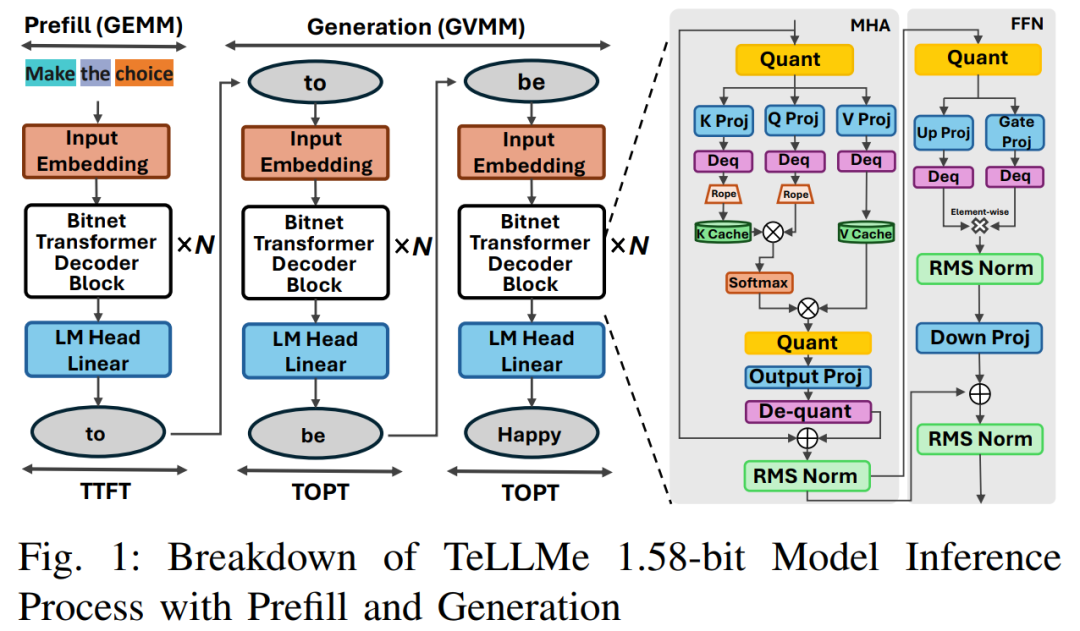 Prefill (GEMM)
Generation (GVMM)
Make the choice
Input
Embedding
Bitnet
Transformer
Decoder
Block
×N
LM Head
Linear
to
TTFT
to
Input
Embedding
Bitnet
Transformer
Decoder
Block
×N
LM Head
Linear
be
TOPT
be
Input
Embedding
Bitnet
Transformer
Decoder
Block
×N
LM Head
Linear
Happy
TOPT
MHA
Quant
K Proj
Q Proj
V Proj
Deq
Deq
Deq
Rope
Rope
K Cache
V Cache
Softmax
Quant
Output Proj
De-quant
RMS Norm
FFN
Quant
Up Proj
Gate
Proj
Deq
Deq
Element-wise
RMS Norm
Down Proj
RMS Norm
Fig. 1: Breakdown of TeLLMe 1.58-bit Model Inference
Process with Prefill and Generation